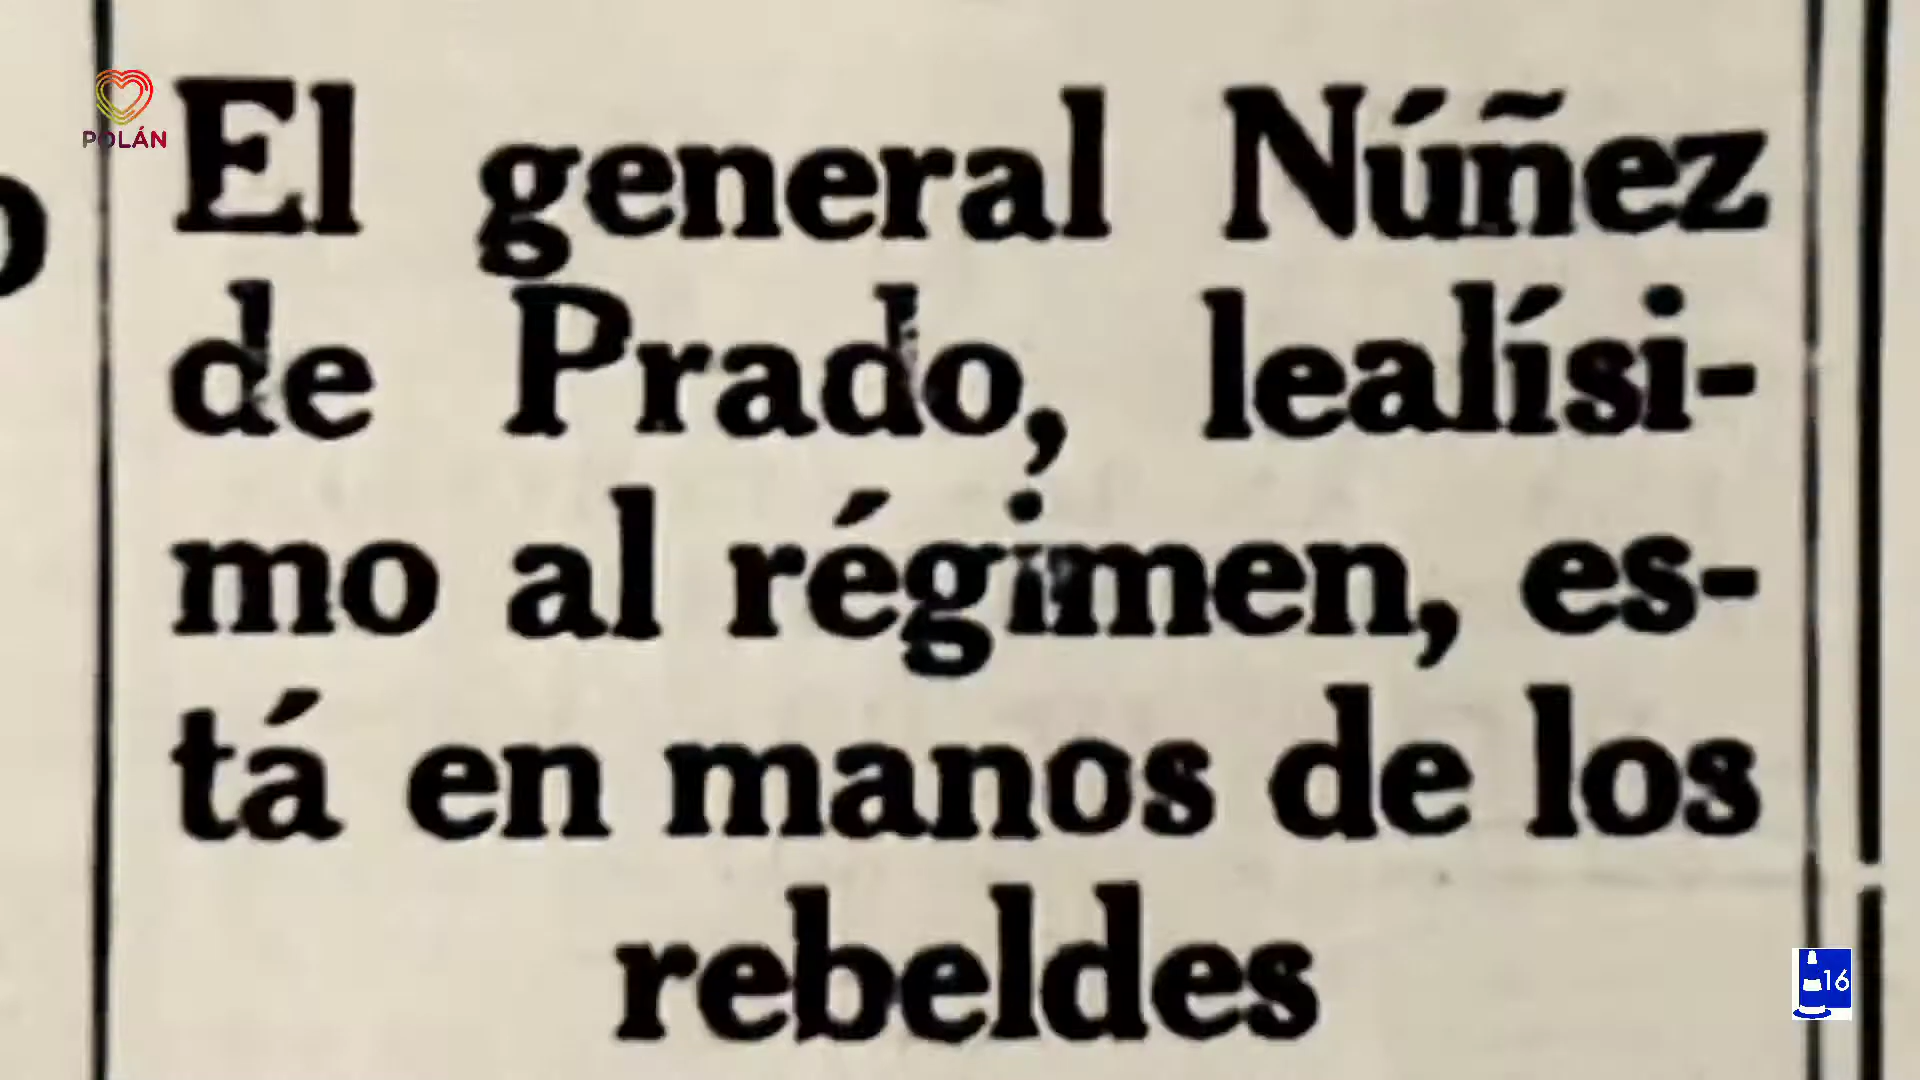 POLÁN
El general Núñez
de Prado, lealísi-
mo al régimen, es-
tá en manos de los
rebeldes
16